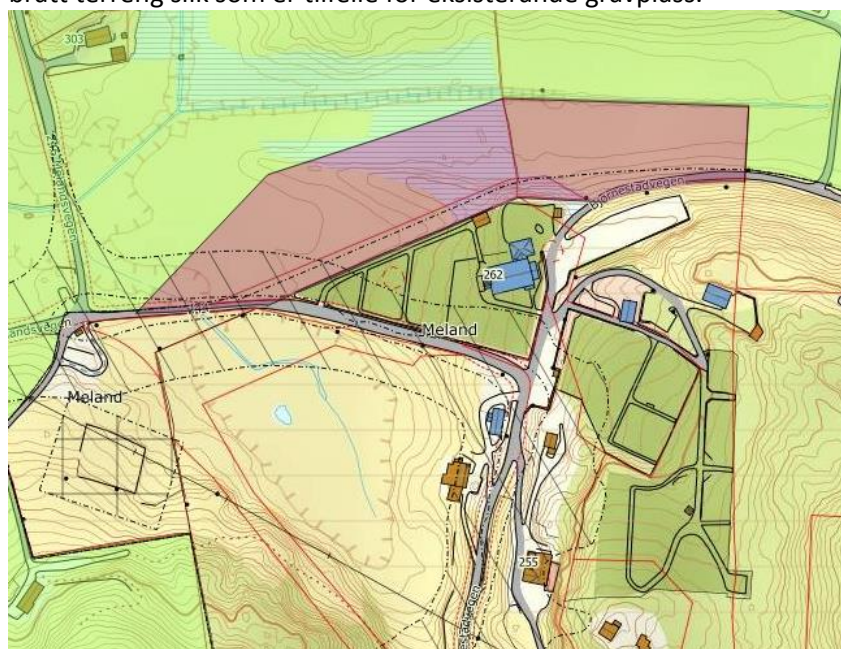 bratt terreng slik som er tilfelle for eksisterande gravplass.
303
Bjørnestadvegen
262
Meland
Meland
255